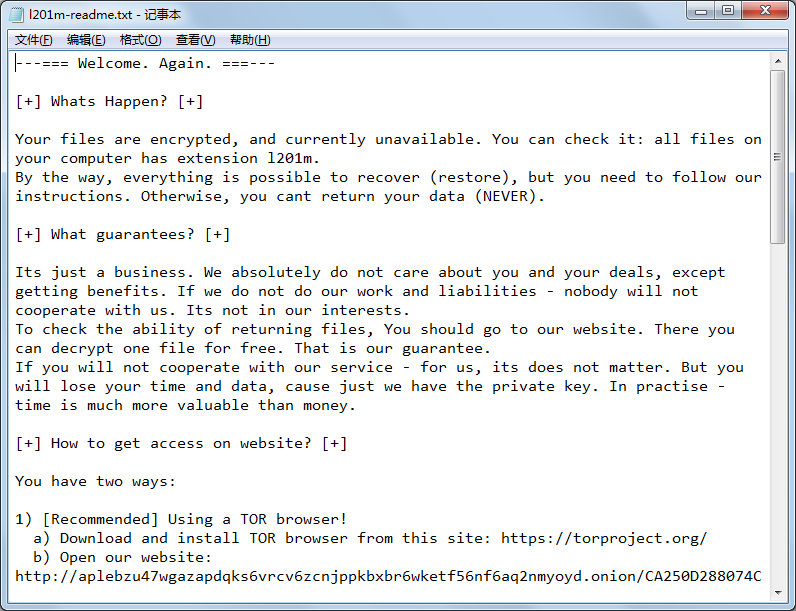 l201m-readme.txt - 记事本
文件(F) 编辑(E) 格式(O) 查看(V) 帮助(H)
---=== Welcome. Again. ===---
[+] Whats Happen? [+]
Your files are encrypted, and currently unavailable. You can check it: all files on
your computer has extension l201m.
By the way, everything is possible to recover (restore), but you need to follow our
instructions. Otherwise, you cant return your data (NEVER).
[+] What guarantees? [+]
Its just a business. We absolutely do not care about you and your deals, except
getting benefits. If we do not do our work and liabilities - nobody will not
cooperate with us. Its not in our interests.
To check the ability of returning files, You should go to our website. There you
can decrypt one file for free. That is our guarantee.
If you will not cooperate with our service - for us, its does not matter. But you
will lose your time and data, cause just we have the private key. In practise -
time is much more valuable than money.
[+] How to get access on website? [+]
You have two ways:
1) [Recommended] Using a TOR browser!
a) Download and install TOR browser from this site: https://torproject.org/
b) Open our website:
http://aplebzu47wgazapdqks6vrcv6zcnjppkbxbr6wketf56nf6aq2nmyoyd.onion/CA250D288074C